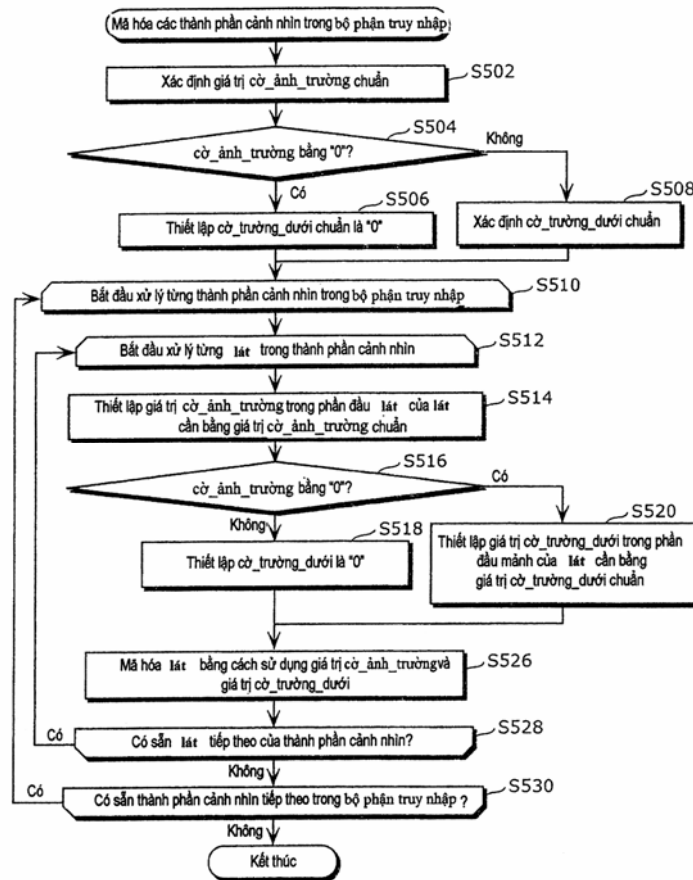 Mã hóa các thành phần cảnh nhìn trong bộ phận truy nhập
S502
Xác định giá trị cờ_ảnh_trường chuẩn
S504
cờ_ảnh_trường bằng "0"?
Không
Có
S506
Thiết lập cờ_trường_dưới chuẩn là "0"
S508
Xác định cờ_trường_dưới chuẩn
Bắt đầu xử lý từng thành phần cảnh nhìn trong bộ phận truy nhập
S510
Bắt đầu xử lý từng lát trong thành phần cảnh nhìn
S512
Thiết lập giá trị cờ_ảnh_trường trong phần đầu lát của lát
cần bằng giá trị cờ_ảnh_trường chuẩn
S514
S516
cờ_ảnh_trường bằng "0"?
Có
Không
S518
Thiết lập cờ_trường_dưới là "0"
S520
Thiết lập giá trị cờ_trường_dưới trong phần
đầu mảnh của lát cần bằng
giá trị cờ_trường_dưới chuẩn
Mã hóa lát bằng cách sử dụng giá trị cờ_ảnh_trườngvà
giá trị cờ_trường_dưới
S526
S528
Có
Có sẵn lát tiếp theo của thành phần cảnh nhìn?
Không
S530
Có
Có sẵn thành phần cảnh nhìn tiếp theo trong bộ phận truy nhập ?
Không
Kết thúc